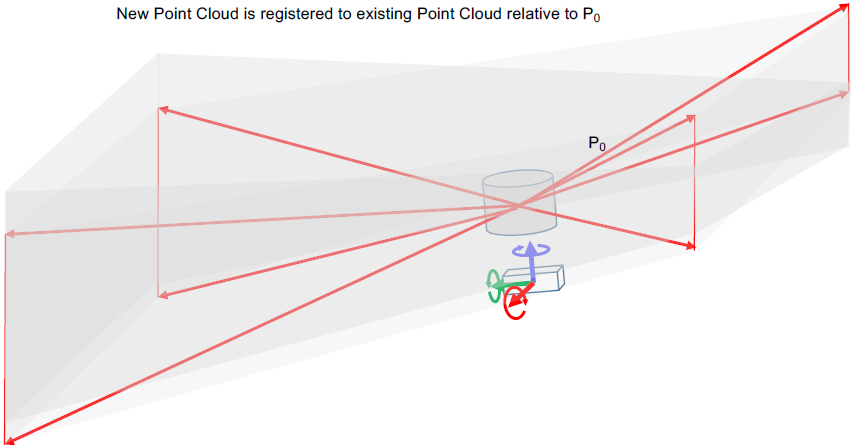 New Point Cloud is registered to existing Point Cloud relative to P₀
P₀